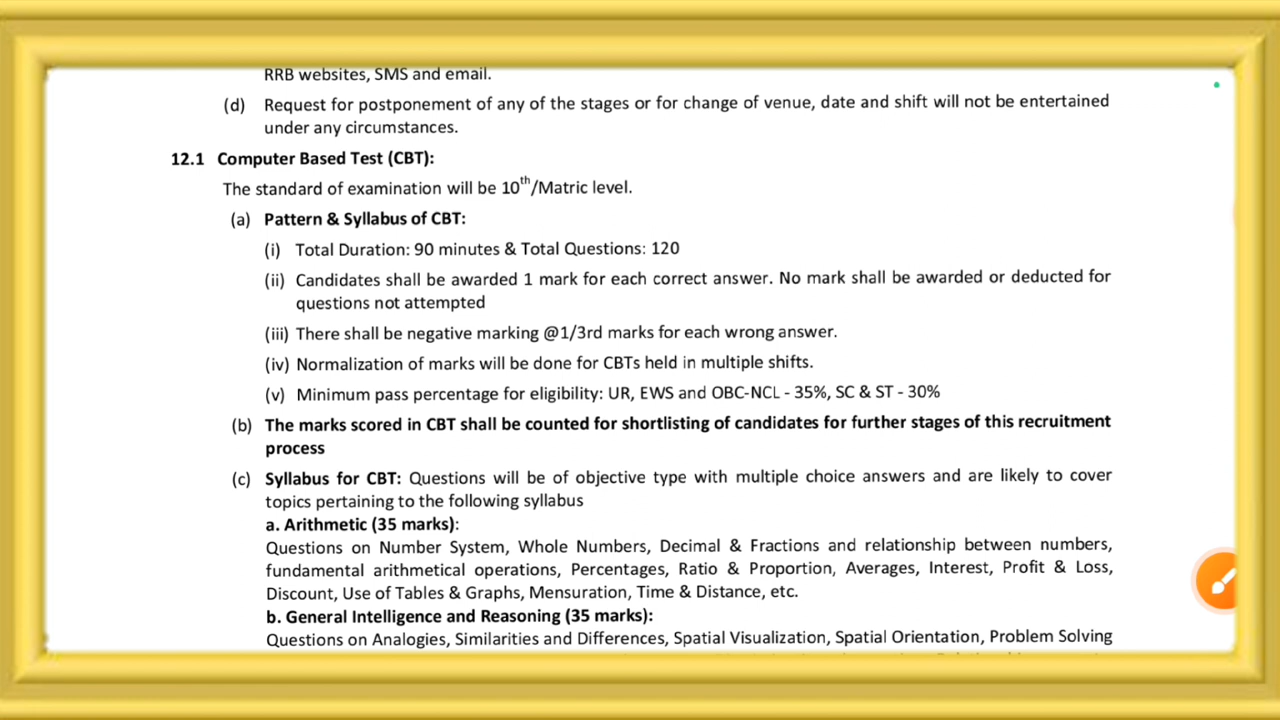 RRB websites, SMS and email.
(d) Request for postponement of any of the stages or for change of venue, date and shift will not be entertained
under any circumstances.
12.1 Computer Based Test (CBT):
The standard of examination will be 10th/Matric level.
(a) Pattern & Syllabus of CBT:
(i) Total Duration: 90 minutes & Total Questions: 120
(ii) Candidates shall be awarded 1 mark for each correct answer. No mark shall be awarded or deducted for
questions not attempted
(iii) There shall be negative marking @1/3rd marks for each wrong answer.
(iv) Normalization of marks will be done for CBTs held in multiple shifts.
(v) Minimum pass percentage for eligibility: UR, EWS and OBC-NCL - 35%, SC & ST - 30%
(b) The marks scored in CBT shall be counted for shortlisting of candidates for further stages of this recruitment
process
(c) Syllabus for CBT: Questions will be of objective type with multiple choice answers and are likely to cover
topics pertaining to the following syllabus
a. Arithmetic (35 marks):
Questions on Number System, Whole Numbers, Decimal & Fractions and relationship between numbers,
fundamental arithmetical operations, Percentages, Ratio & Proportion, Averages, Interest, Profit & Loss,
Discount, Use of Tables & Graphs, Mensuration, Time & Distance, etc.
b. General Intelligence and Reasoning (35 marks):
Questions on Analogies, Similarities and Differences, Spatial Visualization, Spatial Orientation, Problem Solving